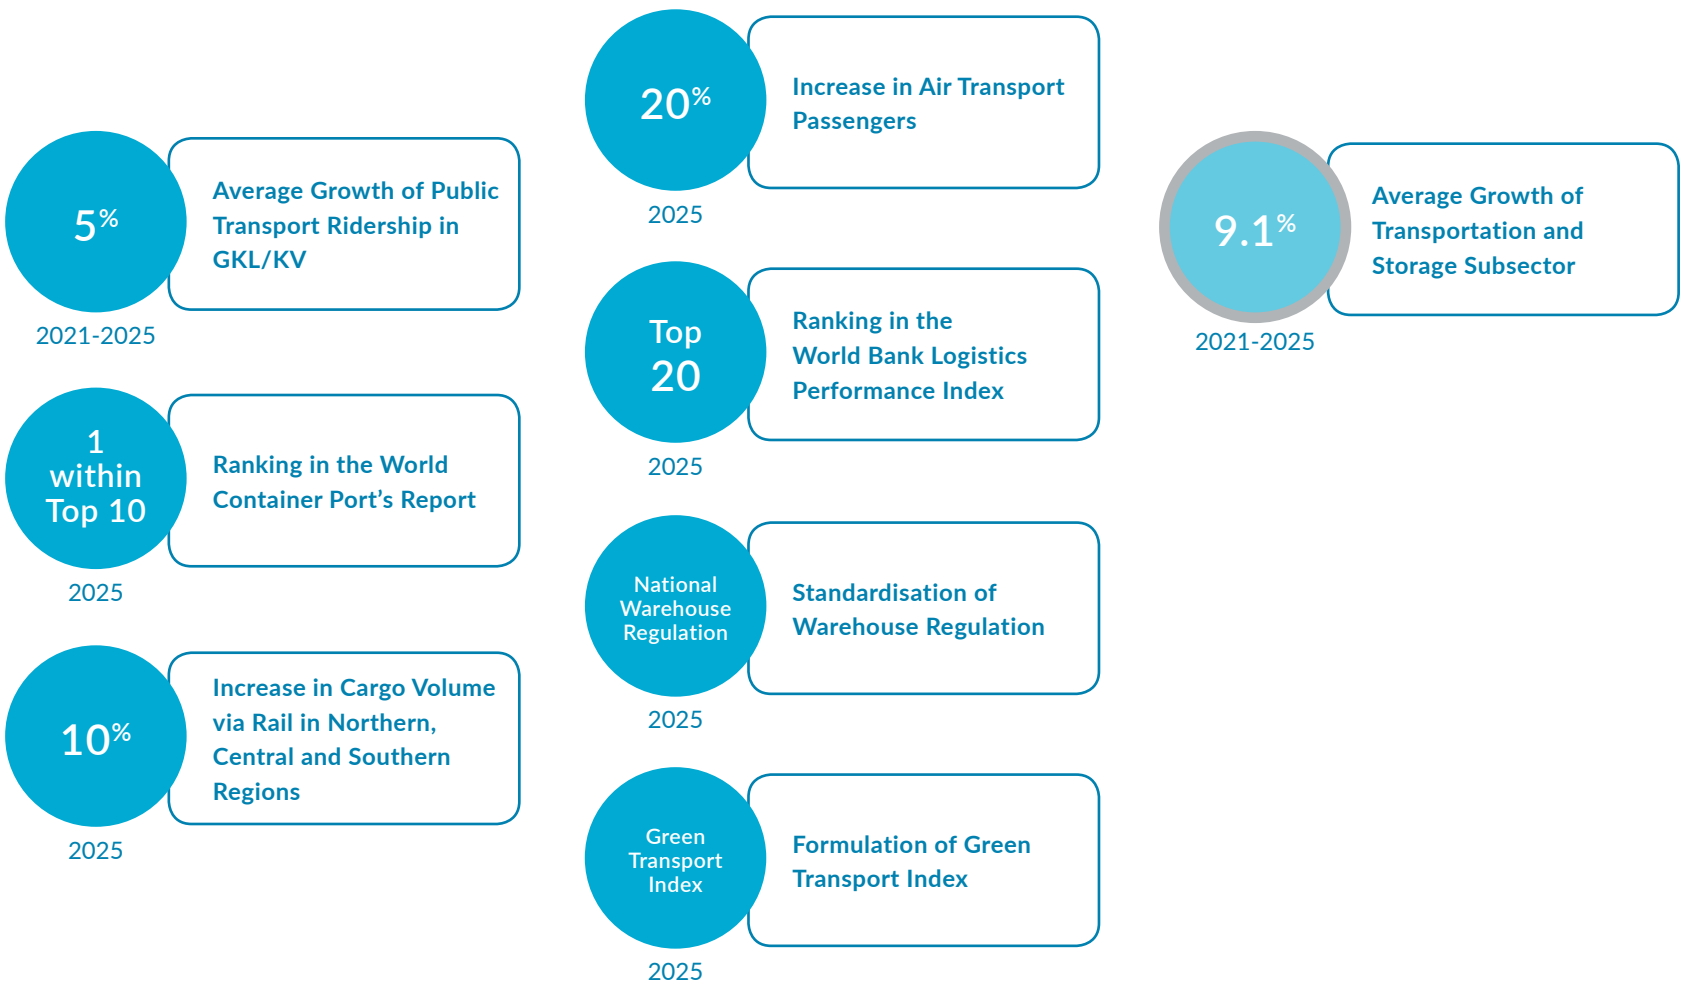 5%
Average Growth of Public
Transport Ridership in
GKL/KV
2021-2025
1
within
Top 10
Ranking in the World
Container Port’s Report
2025
10%
Increase in Cargo Volume
via Rail in Northern,
Central and Southern
Regions
2025
20%
Increase in Air Transport
Passengers
2025
Top
20
Ranking in the
World Bank Logistics
Performance Index
2025
National
Warehouse
Regulation
Standardisation of
Warehouse Regulation
2025
Green
Transport
Index
Formulation of Green
Transport Index
2025
9.1%
Average Growth of
Transportation and
Storage Subsector
2021-2025